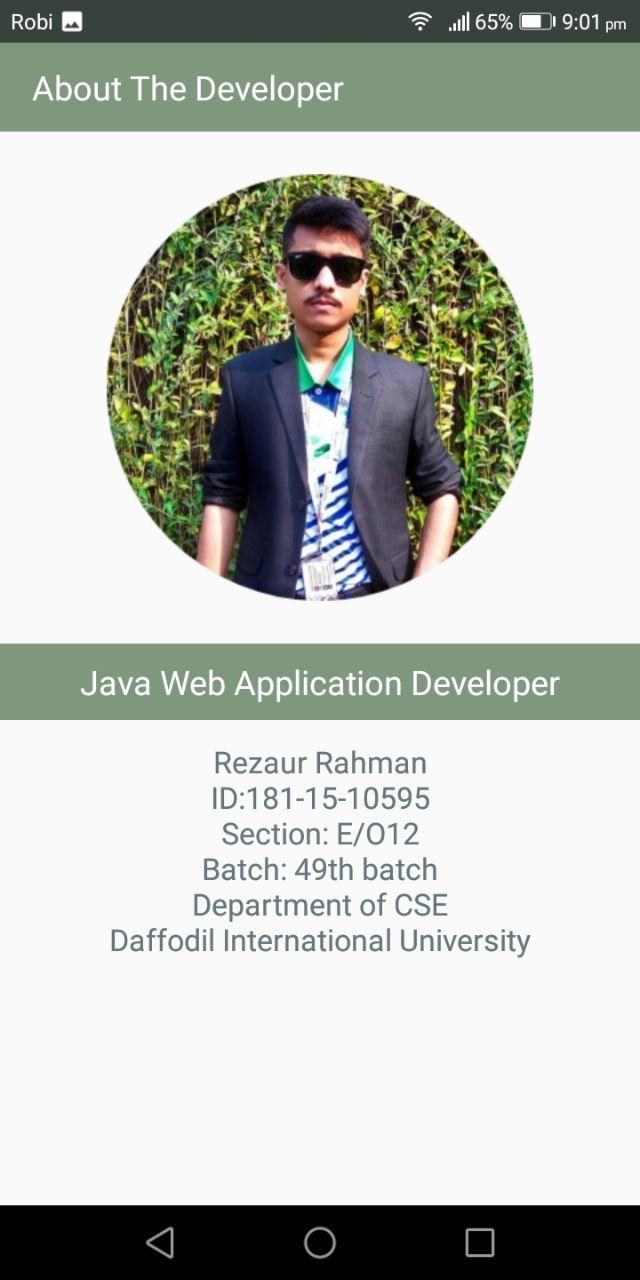 Robi 65% 9:01 pm
About The Developer
Java Web Application Developer
Rezaur Rahman
ID:181-15-10595
Section: E/O12
Batch: 49th batch
Department of CSE
Daffodil International University